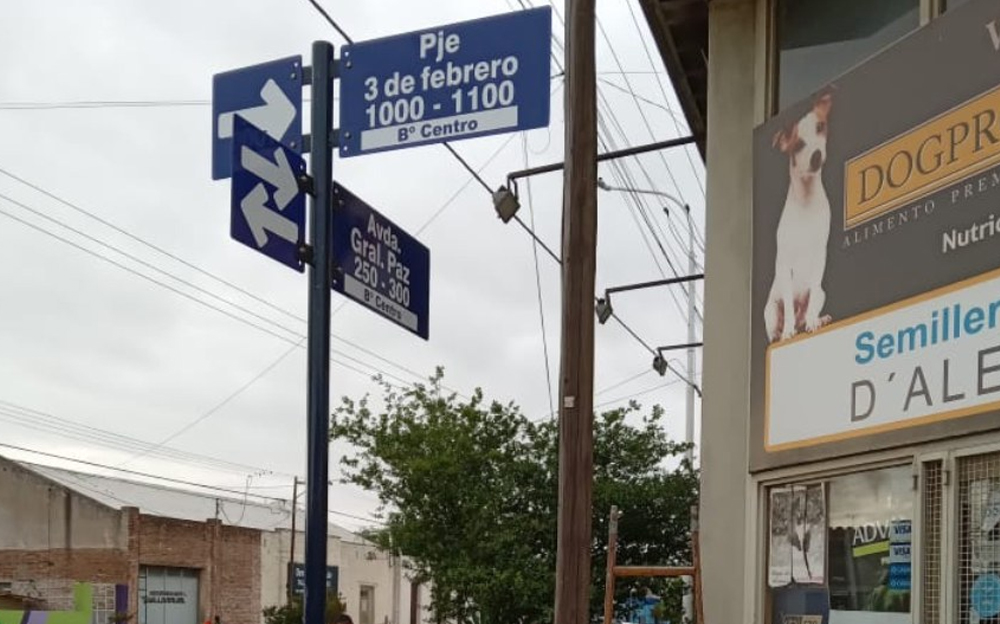 Pje
3 de febrero
1000 - 1100
Bº Centro
Avda.
Gral. Paz
250 - 300
Bº Centro
DOGPR
ALIMENTO PREM
Nutric
Semiller
D´ALE
ADV
VISA
VISA